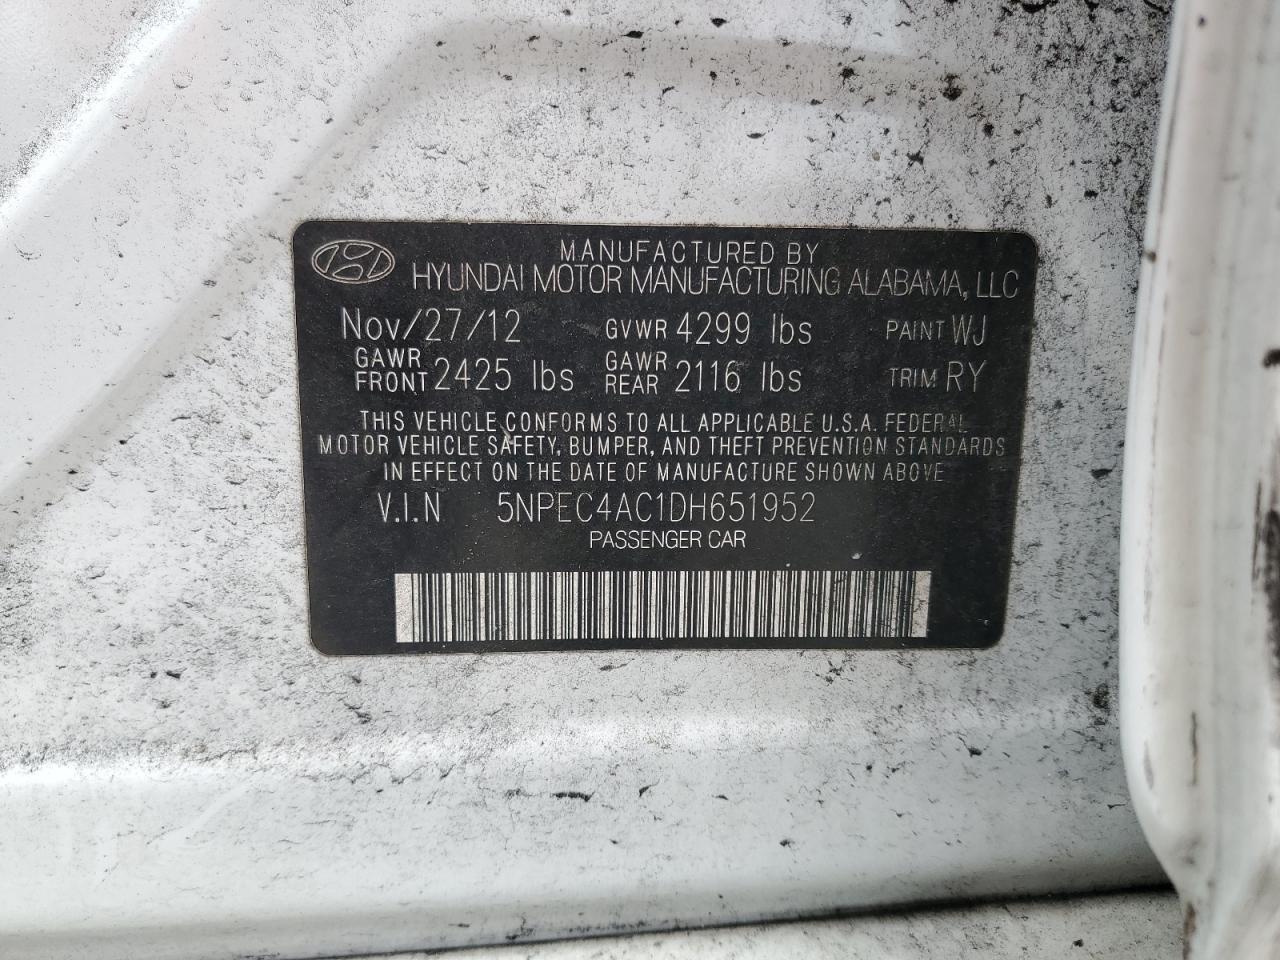 MANUFACTURED BY
HYUNDAI MOTOR MANUFACTURING ALABAMA, LLC
Nov/27/12 GVWR 4299 lbs PAINT WJ
GAWR FRONT 2425 lbs GAWR REAR 2116 lbs TRIM RY
THIS VEHICLE CONFORMS TO ALL APPLICABLE U.S.A. FEDERAL
MOTOR VEHICLE SAFETY, BUMPER, AND THEFT PREVENTION STANDARDS
IN EFFECT ON THE DATE OF MANUFACTURE SHOWN ABOVE
V.I.N 5NPEC4AC1DH651952
PASSENGER CAR